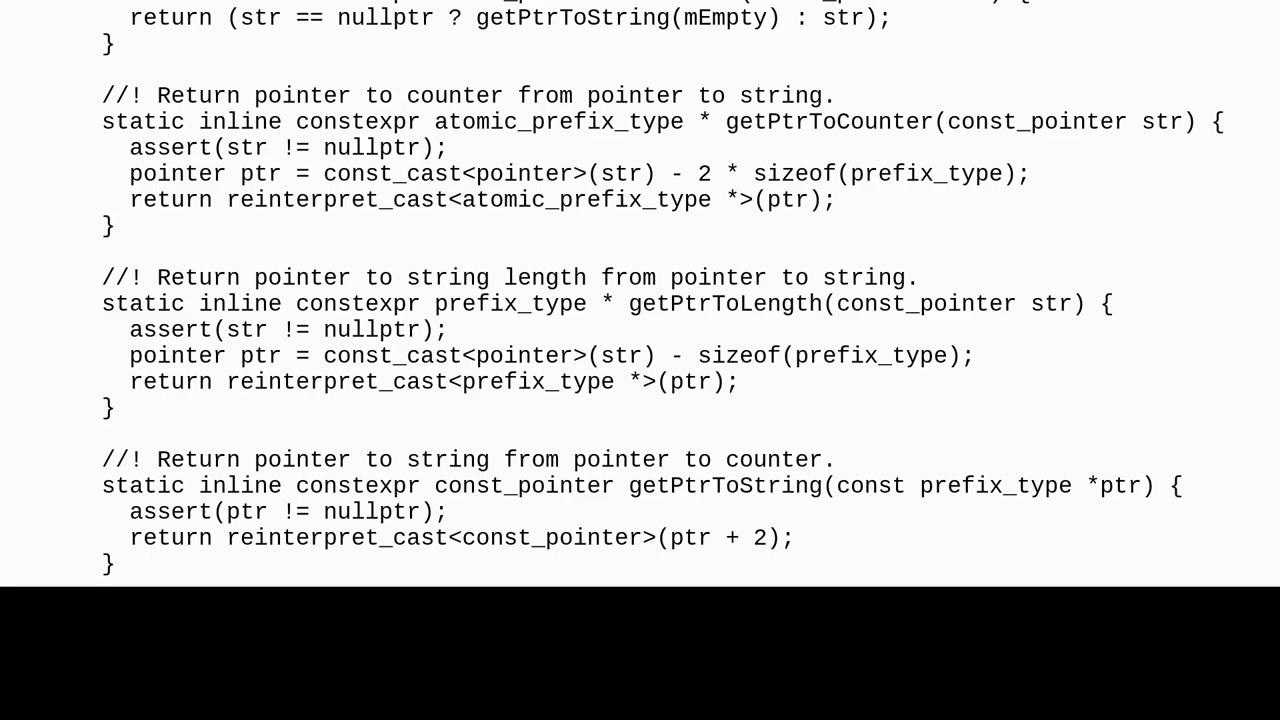 return (str == nullptr ? getPtrToString(mEmpty) : str);
}
//! Return pointer to counter from pointer to string.
static inline constexpr atomic_prefix_type * getPtrToCounter(const_pointer str) {
assert(str != nullptr);
pointer ptr = const_cast<pointer>(str) - 2 * sizeof(prefix_type);
return reinterpret_cast<atomic_prefix_type *>(ptr);
}
//! Return pointer to string length from pointer to string.
static inline constexpr prefix_type * getPtrToLength(const_pointer str) {
assert(str != nullptr);
pointer ptr = const_cast<pointer>(str) - sizeof(prefix_type);
return reinterpret_cast<prefix_type *>(ptr);
}
//! Return pointer to string from pointer to counter.
static inline constexpr const_pointer getPtrToString(const prefix_type *ptr) {
assert(ptr != nullptr);
return reinterpret_cast<const_pointer>(ptr + 2);
}